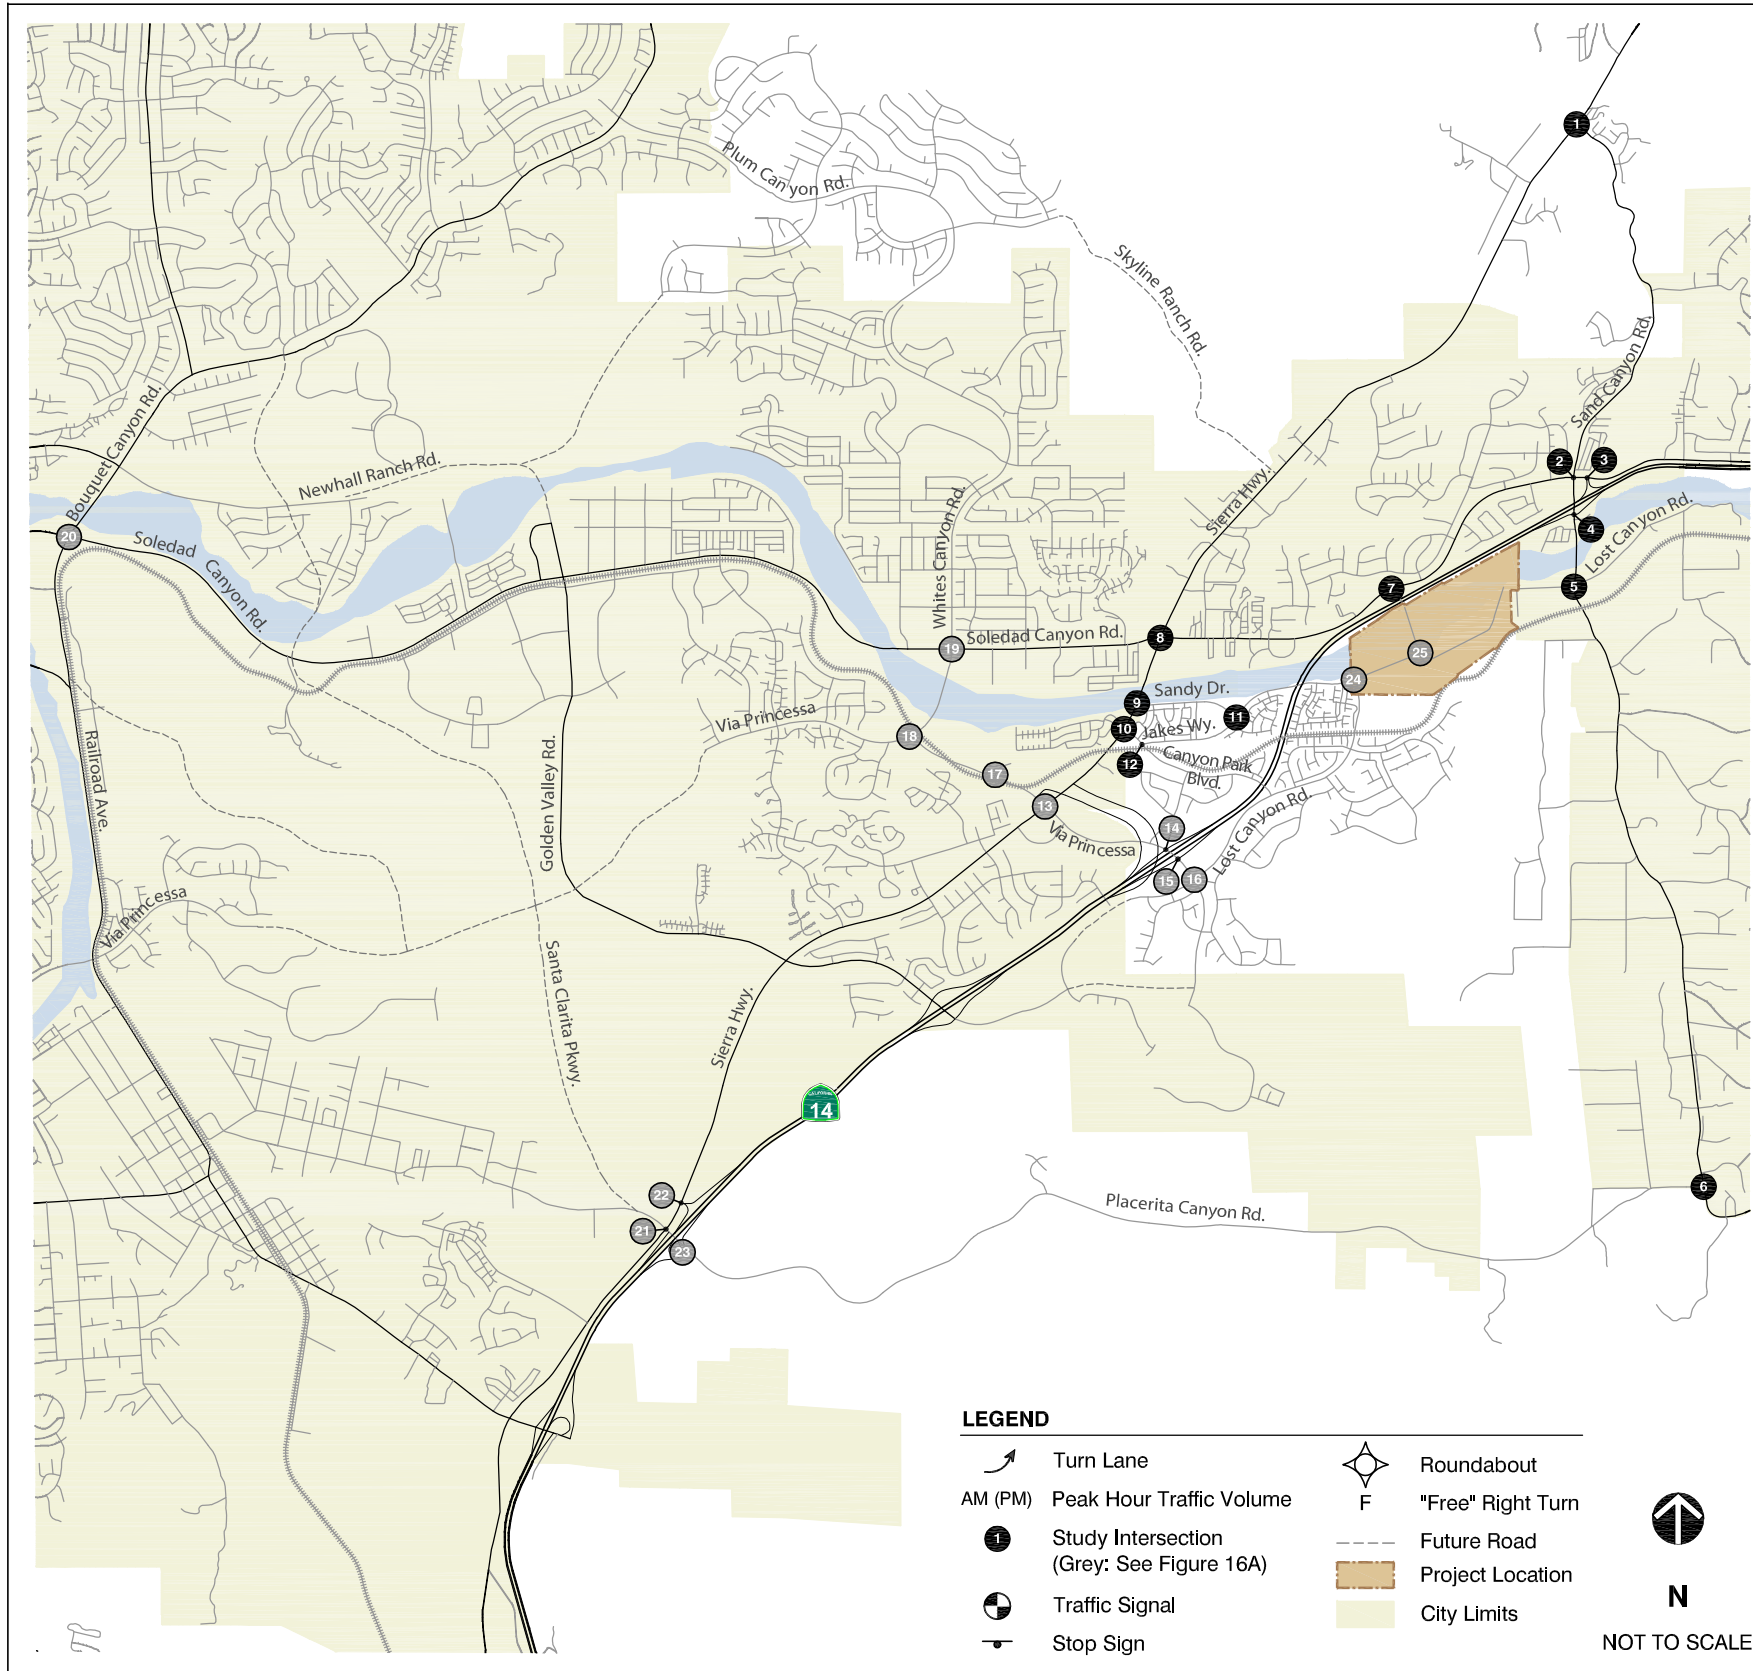 1
Plum Canyon Rd.
Skyline Ranch Rd.
Sand Canyon Rd.
Bouquet Canyon Rd.
Newhall Ranch Rd.
2
3
Whites Canyon Rd.
Sierra Hwy.
4
Lost Canyon Rd.
20
Soledad
Canyon Rd.
5
7
8
Soledad Canyon Rd.
19
25
24
Sandy Dr.
9
11
10
Jakes Wy.
Via Princessa
18
12
Canyon Park
Blvd.
17
Railroad Ave.
Golden Valley Rd.
13
Via Princessa
14
Lost Canyon Rd.
15
16
Via Princessa
Santa Clarita Pkwy.
Sierra Hwy.
CALIFORNIA
14
22
21
23
Placerita Canyon Rd.
6
LEGEND
Turn Lane
AM (PM) Peak Hour Traffic Volume
1 Study Intersection
(Grey: See Figure 16A)
Traffic Signal
Stop Sign
Roundabout
F "Free" Right Turn
Future Road
Project Location
City Limits
N
NOT TO SCALE